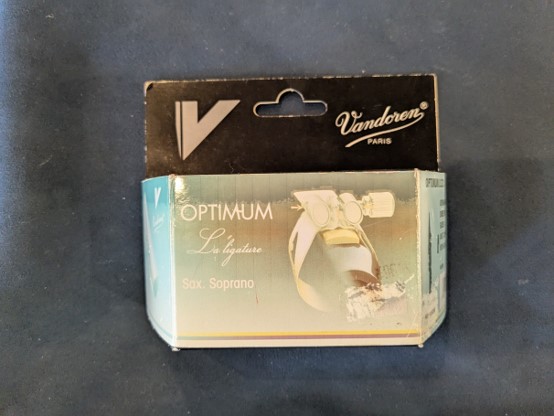 Vandoren®
PARIS
OPTIMUM
La ligature
Sax. Soprano